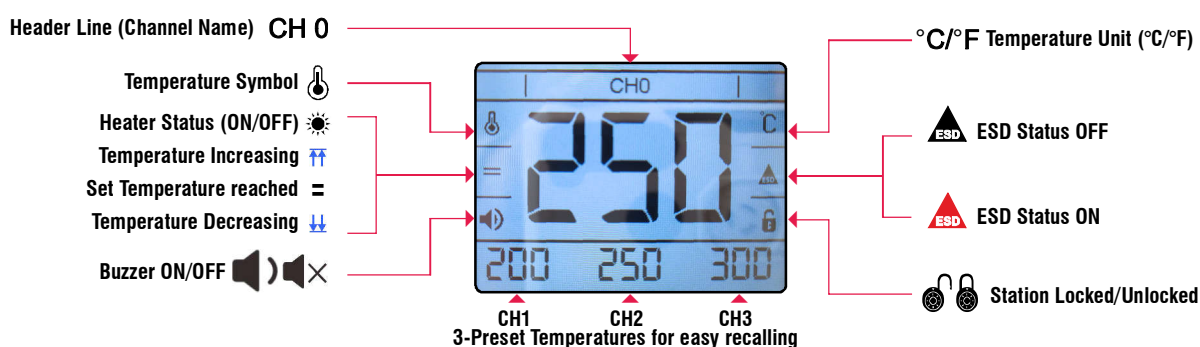 Header Line (Channel Name) CH 0
Temperature Symbol
Heater Status (ON/OFF)
Temperature Increasing
Set Temperature reached =
Temperature Decreasing
Buzzer ON/OFF
CH0
250
°C
=
ESD
200 250 300
CH1 CH2 CH3
3-Preset Temperatures for easy recalling
°C/°F Temperature Unit (°C/°F)
ESD ESD Status OFF
ESD ESD Status ON
Station Locked/Unlocked